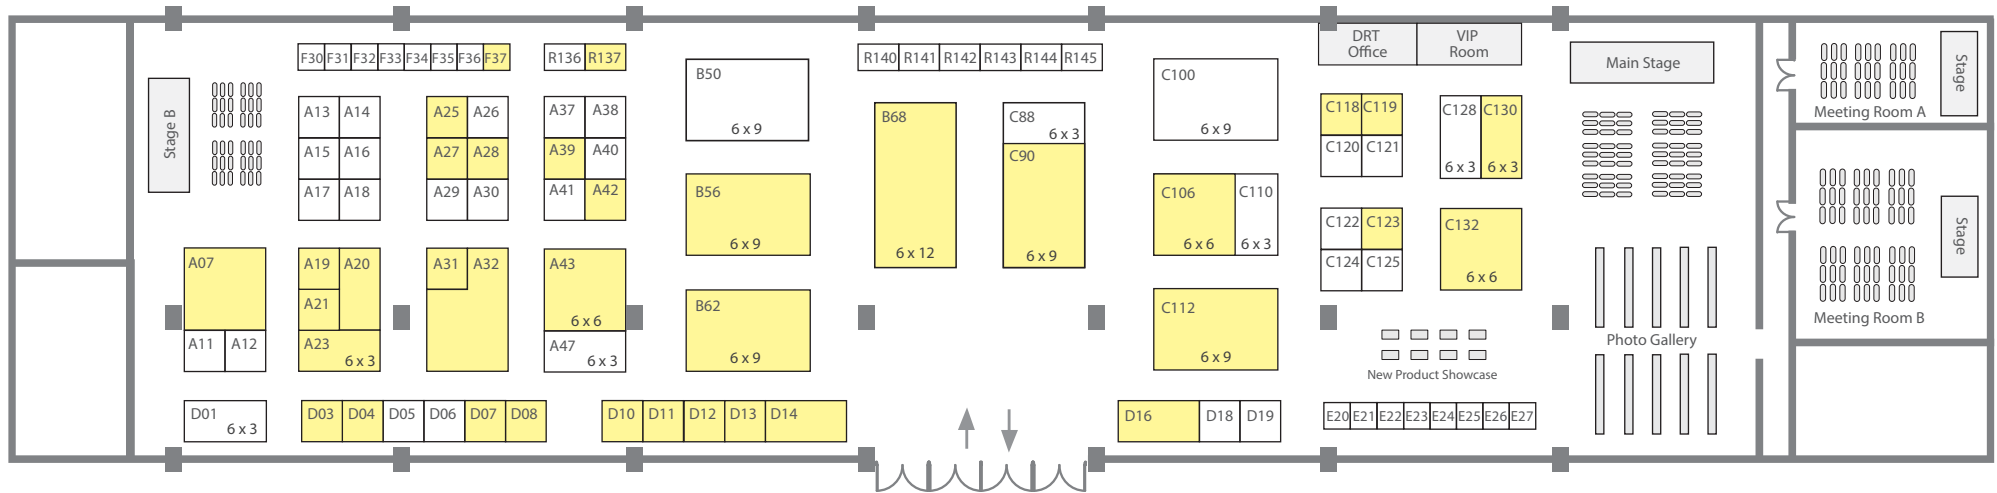 F30 F31 F32 F33 F34 F35 F36 F37
R136 R137
R140 R141 R142 R143 R144 R145
DRT
Office
VIP
Room
Main Stage
Stage
Meeting Room A
Stage B
A13 A14
A15 A16
A17 A18
A25 A26
A27 A28
A29 A30
A37 A38
A39 A40
A41 A42
B50
6 x 9
B56
6 x 9
B62
6 x 9
B68
6 x 12
C88
6 x 3
C90
6 x 9
C100
6 x 9
C106
6 x 6
C110
6 x 3
C112
6 x 9
C118 C119
C120 C121
C122 C123
C124 C125
C128
6 x 3
C130
6 x 3
C132
6 x 6
Stage
Meeting Room B
A07
A11 A12
A19 A20
A21
A23
6 x 3
A31 A32
A43
6 x 6
A47
6 x 3
New Product Showcase
Photo Gallery
D01
6 x 3
D03 D04 D05 D06 D07 D08
D10 D11 D12 D13 D14
D16 D18 D19
E20 E21 E22 E23 E24 E25 E26 E27